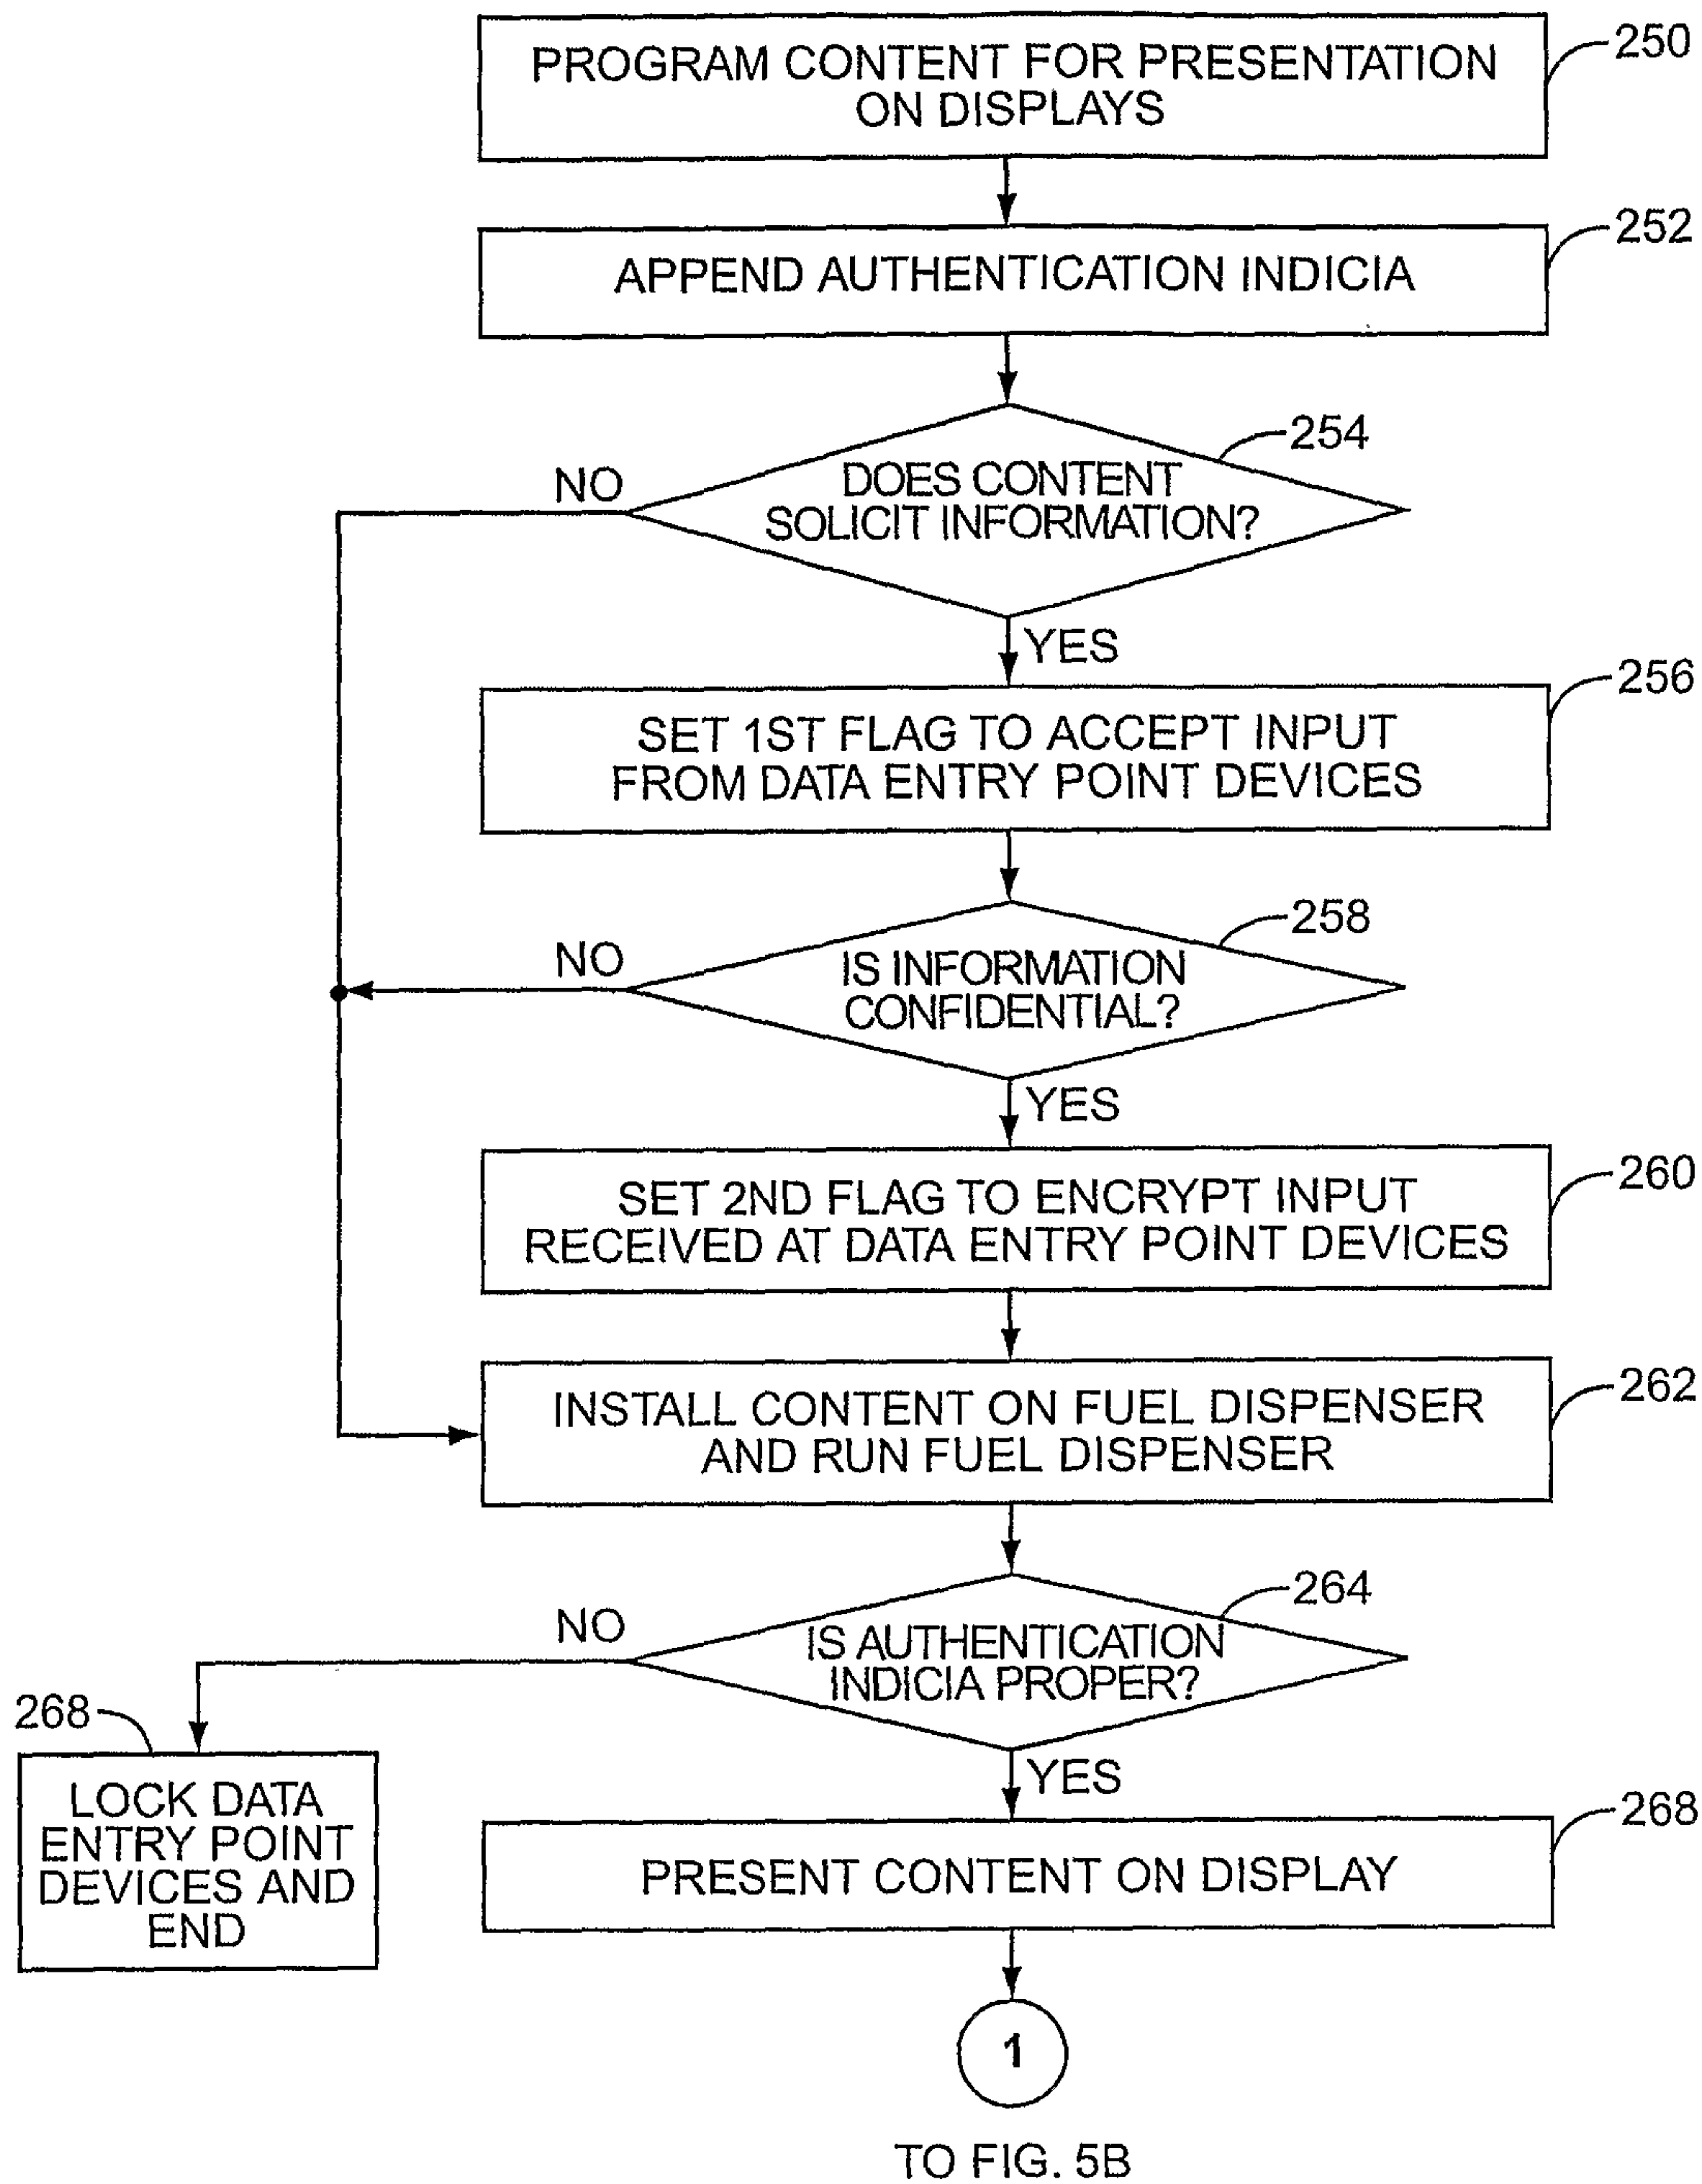 PROGRAM CONTENT FOR PRESENTATION
ON DISPLAYS
250
APPEND AUTHENTICATION INDICIA
252
DOES CONTENT
SOLICIT INFORMATION?
254
NO
YES
SET 1ST FLAG TO ACCEPT INPUT
FROM DATA ENTRY POINT DEVICES
256
IS INFORMATION
CONFIDENTIAL?
258
NO
YES
SET 2ND FLAG TO ENCRYPT INPUT
RECEIVED AT DATA ENTRY POINT DEVICES
260
INSTALL CONTENT ON FUEL DISPENSER
AND RUN FUEL DISPENSER
262
IS AUTHENTICATION
INDICIA PROPER?
264
NO
268
LOCK DATA
ENTRY POINT
DEVICES AND
END
YES
PRESENT CONTENT ON DISPLAY
268
1
TO FIG. 5B